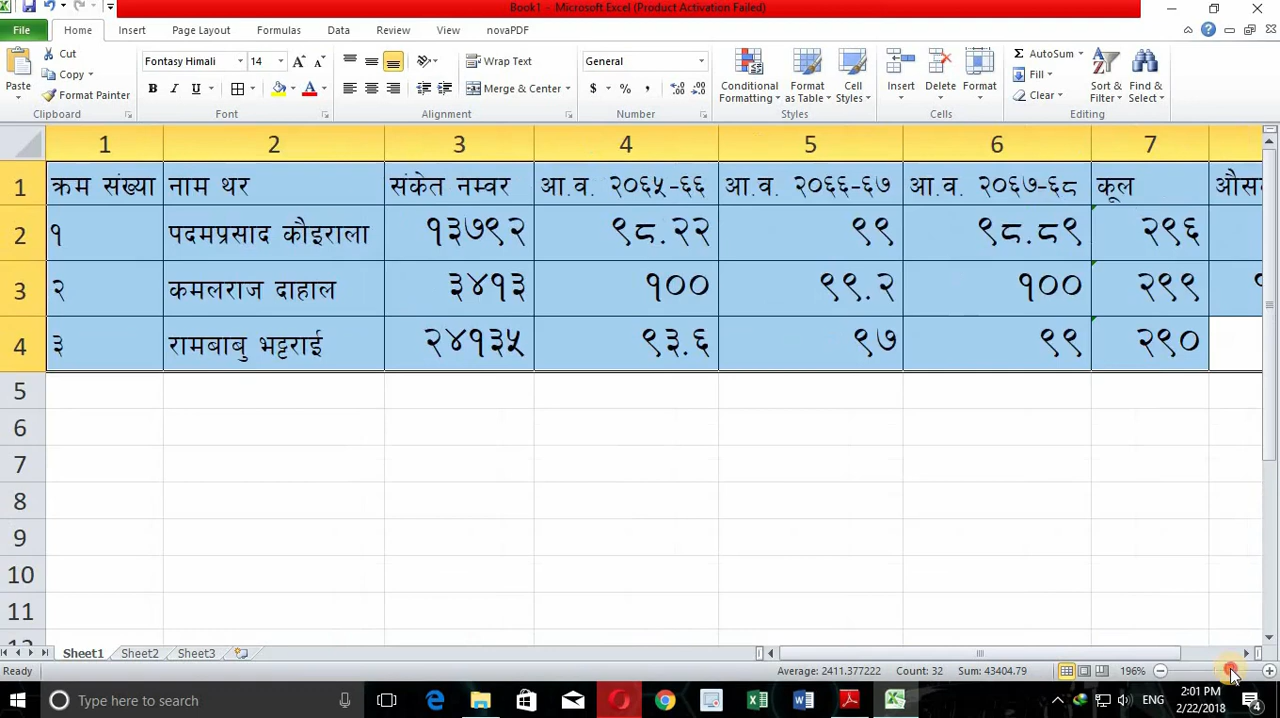 Book1 - Microsoft Excel (Product Activation Failed)
File Home Insert Page Layout Formulas Data Review View novaPDF
Cut Fontasy Himali 14 Wrap Text General AutoSum
Paste Copy Fill
Format Painter B I U Merge & Center $ % , Conditional Formatting Format as Table Cell Styles Insert Delete Format Clear Sort & Filter Find & Select
Clipboard Font Alignment Number Styles Cells Editing
1 2 3 4 5 6 7
1 क्रम संख्या नाम थर संकेत नम्वर आ.व. २०६५-६६ आ.व. २०६६-६७ आ.व. २०६७-६८ कूल
2 १ पदमप्रसाद कौइराला १३७९२ ९८.२२ ९९ ९८.८९ २९६
3 २ कमलराज दाहाल ३४१३ १०० ९९.२ १०० २९९
4 ३ रामबाबु भट्टराई २४१३५ ९३.६ ९७ ९९ २९०
5
6
7
8
9
10
11
Sheet1 Sheet2 Sheet3
Ready Average: 2411.377222 Count: 32 Sum: 43404.79 196%
Type here to search ENG 2:01 PM
2/22/2018 4